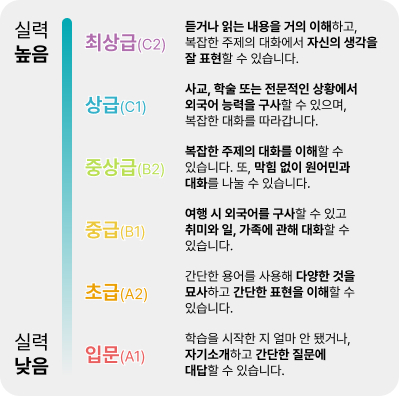 실력
높음
최상급(C2)
듣거나 읽는 내용을 거의 이해하고,
복잡한 주제의 대화에서 자신의 생각을
잘 표현할 수 있습니다.
상급(C1)
사교, 학술 또는 전문적인 상황에서
외국어 능력을 구사할 수 있으며,
복잡한 대화를 따라갑니다.
중상급(B2)
복잡한 주제의 대화를 이해할 수
있습니다. 또, 막힘 없이 원어민과
대화를 나눌 수 있습니다.
중급(B1)
여행 시 외국어를 구사할 수 있고
취미와 일, 가족에 관해 대화할 수
있습니다.
초급(A2)
간단한 용어를 사용해 다양한 것을
묘사하고 간단한 표현을 이해할 수
있습니다.
실력
낮음
입문(A1)
학습을 시작한 지 얼마 안 됐거나,
자기소개하고 간단한 질문에
대답할 수 있습니다.